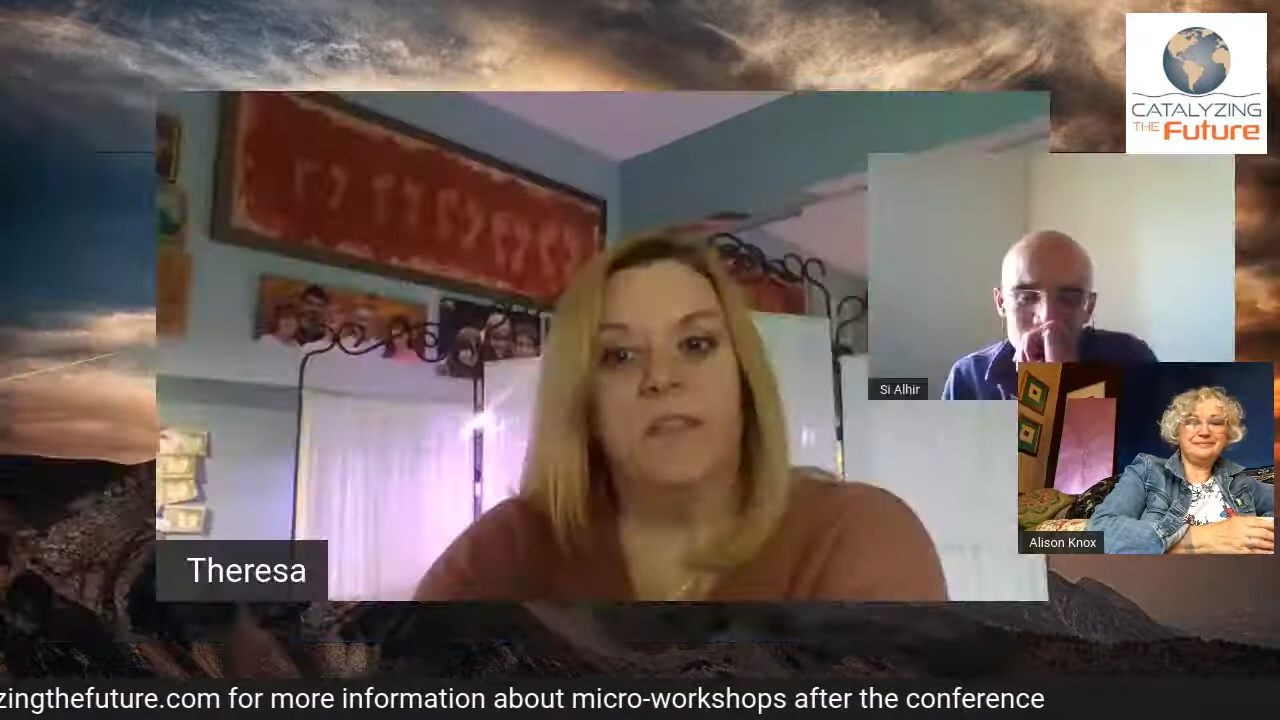 CATALYZING
THE Future
Si Alhir
Alison Knox
Theresa
zingthefuture.com for more information about micro-workshops after the conference